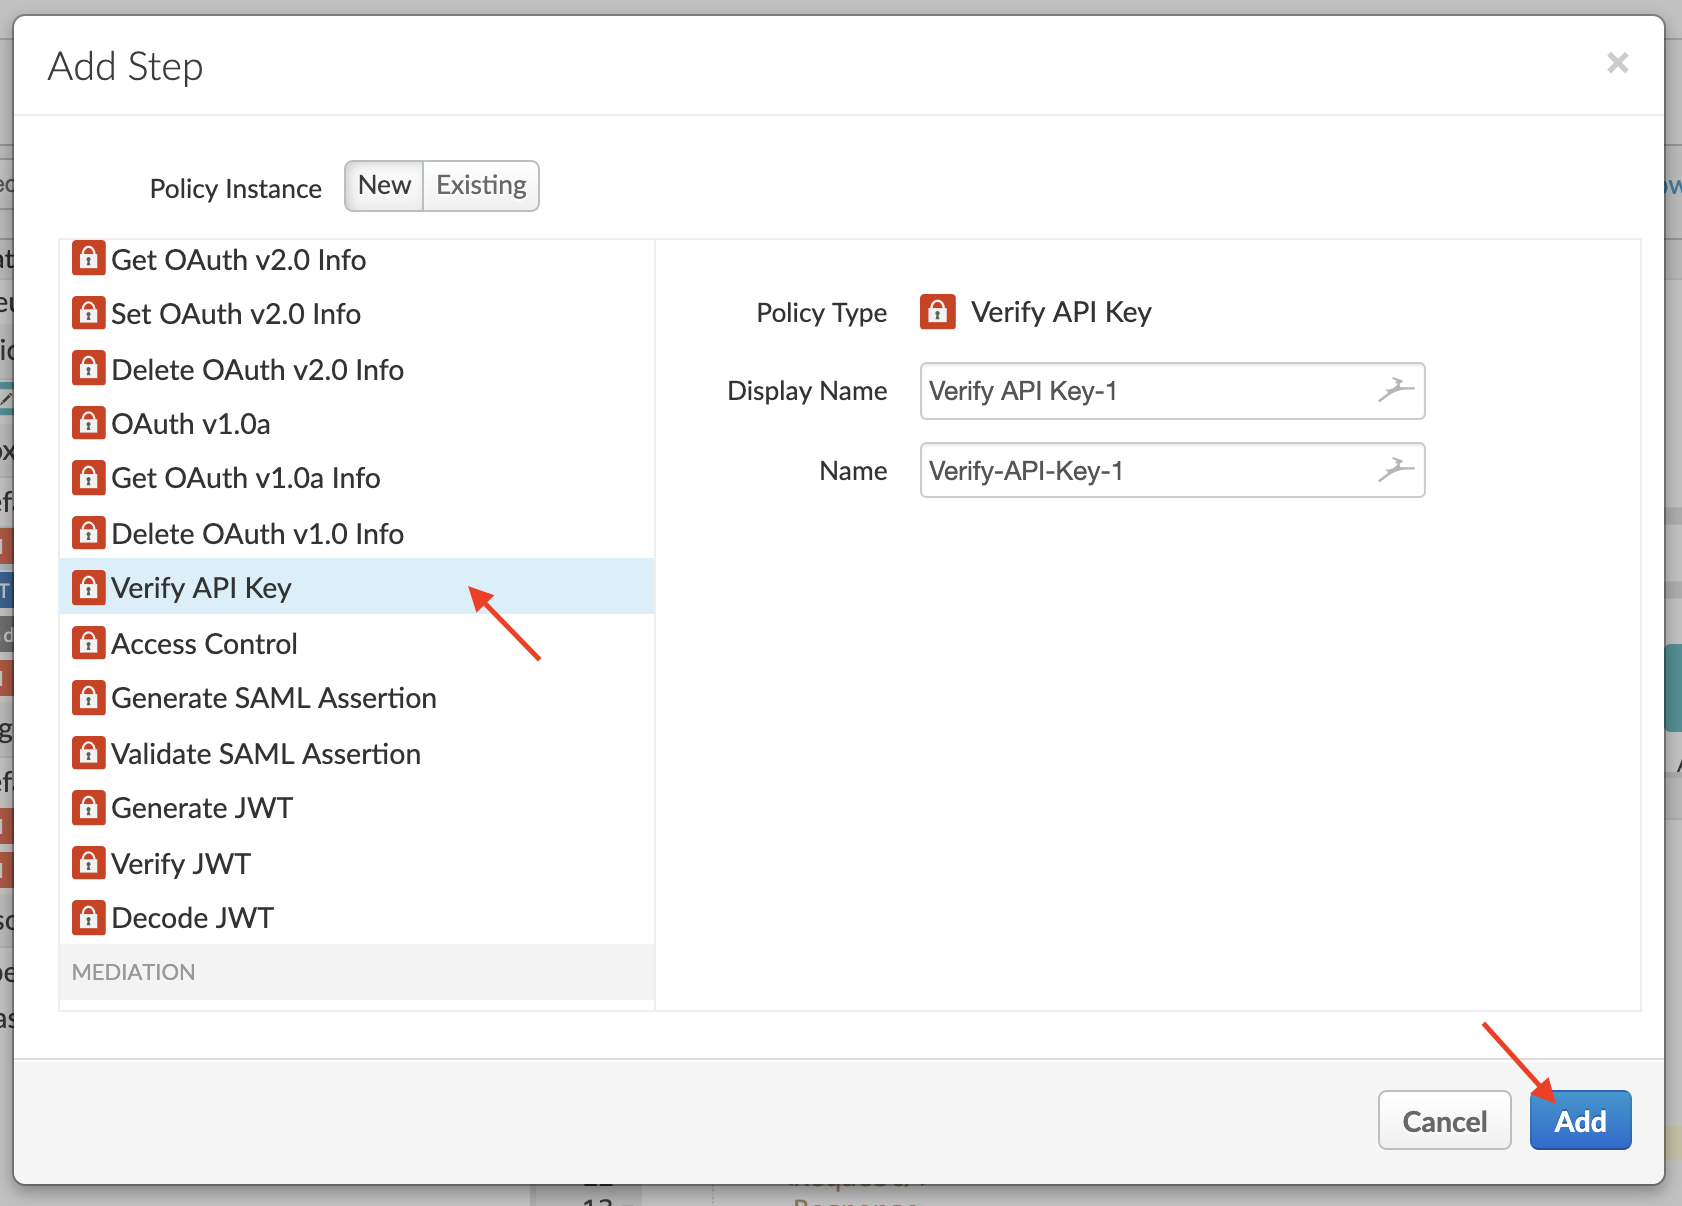 Add Step
×
Policy Instance
New
Existing
Get OAuth v2.0 Info
Set OAuth v2.0 Info
Delete OAuth v2.0 Info
OAuth v1.0a
Get OAuth v1.0a Info
Delete OAuth v1.0 Info
Verify API Key
Access Control
Generate SAML Assertion
Validate SAML Assertion
Generate JWT
Verify JWT
Decode JWT
MEDIATION
Policy Type
Verify API Key
Display Name
Verify API Key-1
Name
Verify-API-Key-1
Cancel
Add